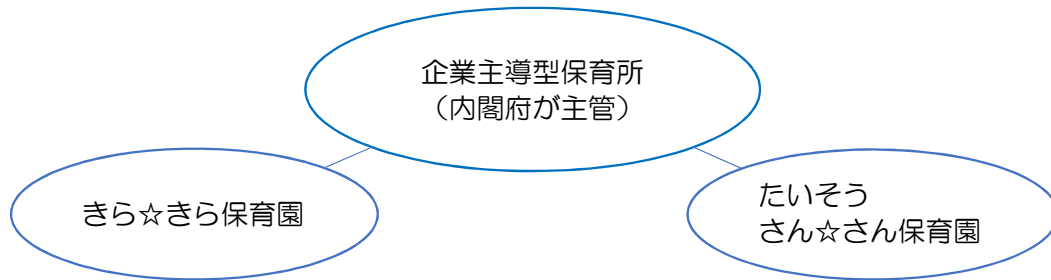 企業主導型保育所
（内閣府が主管）
きら☆きら保育園
たいそう
さん☆さん保育園